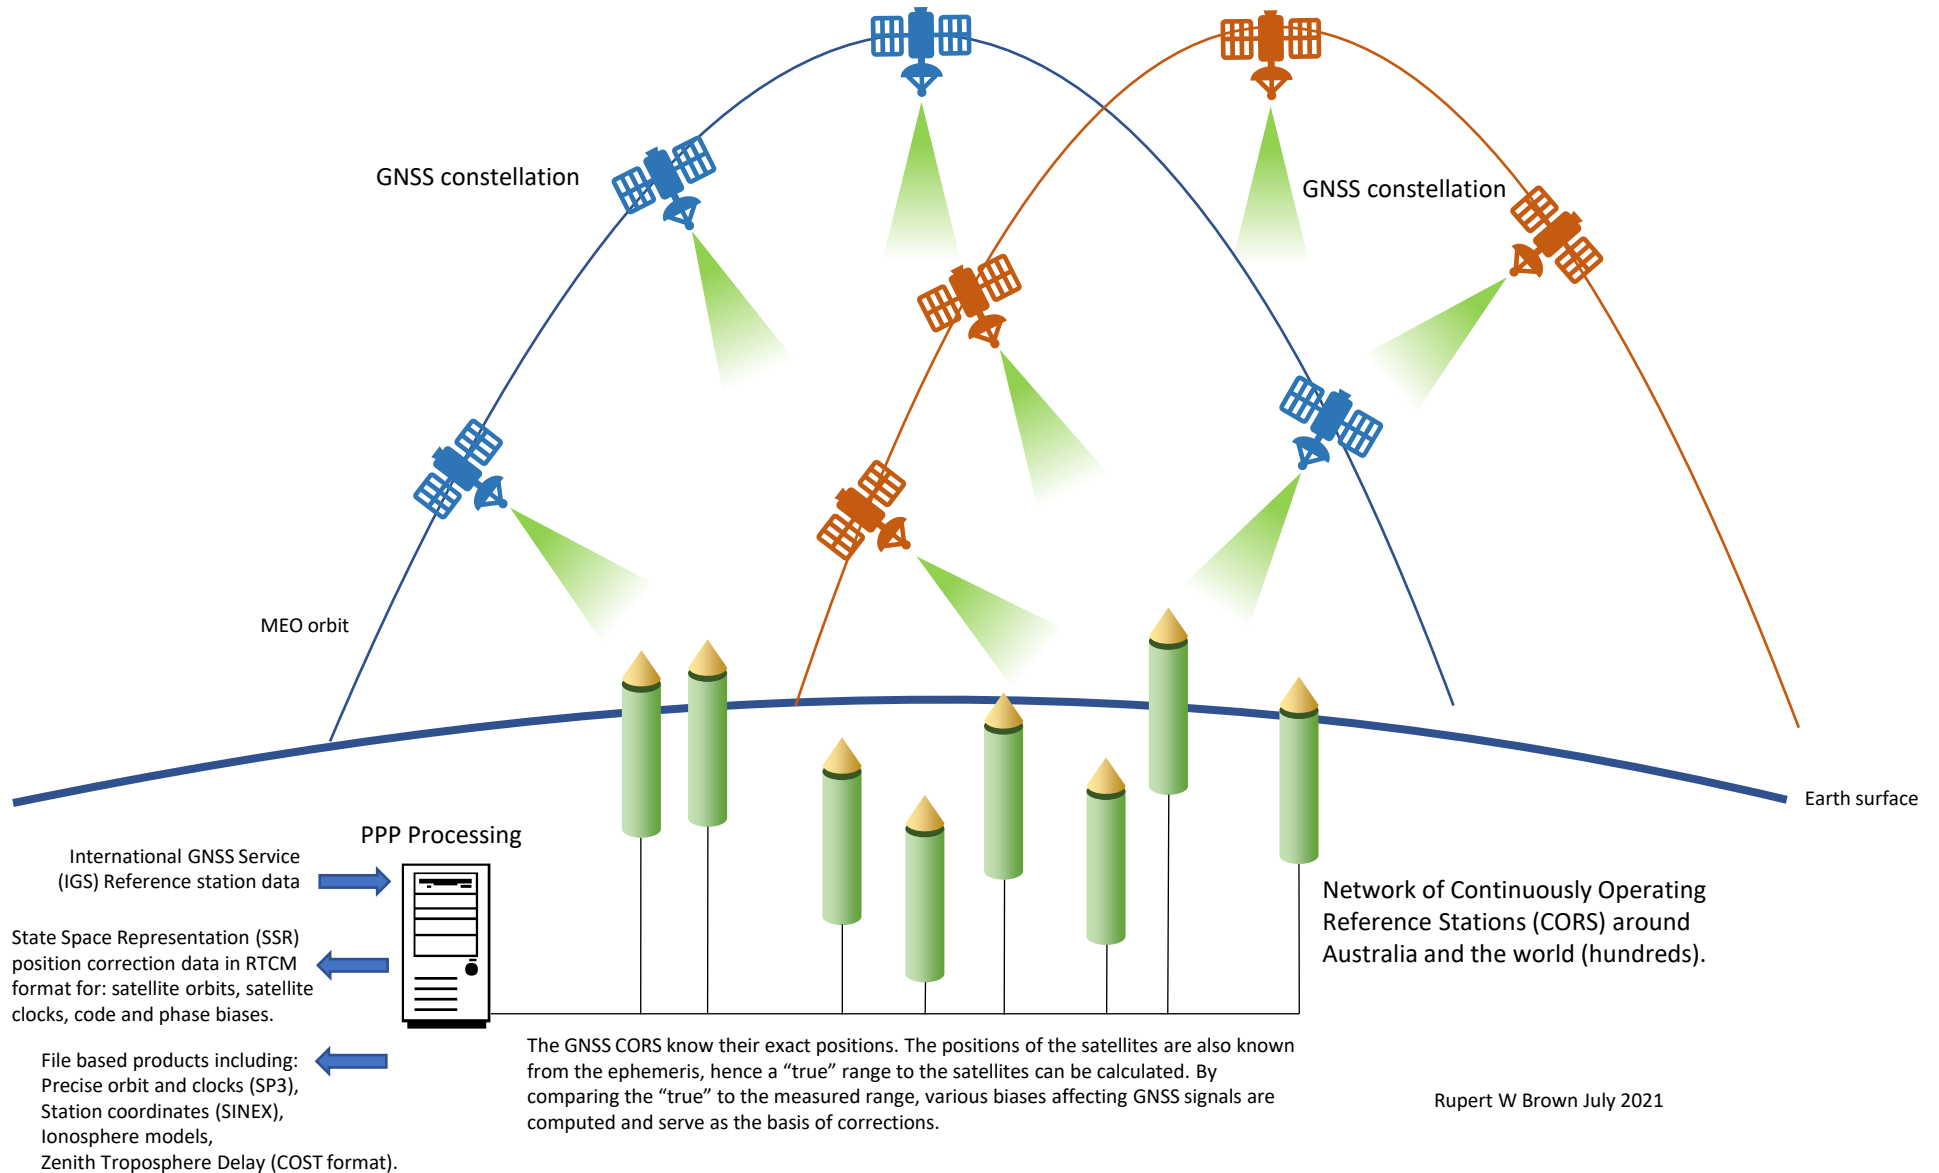 GNSS constellation
GNSS constellation
MEO orbit
Earth surface
PPP Processing
International GNSS Service
(IGS) Reference station data
State Space Representation (SSR)
position correction data in RTCM
format for: satellite orbits, satellite
clocks, code and phase biases.
File based products including:
Precise orbit and clocks (SP3),
Station coordinates (SINEX),
Ionosphere models,
Zenith Troposphere Delay (COST format).
Network of Continuously Operating
Reference Stations (CORS) around
Australia and the world (hundreds).
The GNSS CORS know their exact positions. The positions of the satellites are also known
from the ephemeris, hence a “true” range to the satellites can be calculated. By
comparing the “true” to the measured range, various biases affecting GNSS signals are
computed and serve as the basis of corrections.
Rupert W Brown July 2021